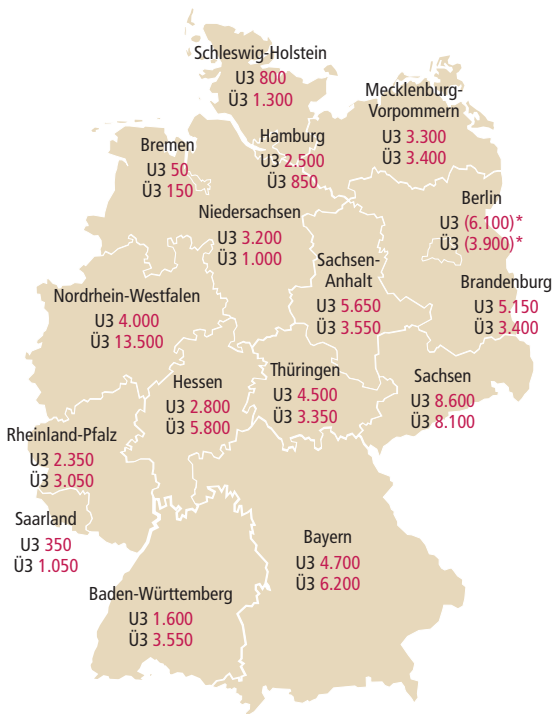 Schleswig-Holstein
U3 800
Ü3 1.300
Mecklenburg-
Vorpommern
U3 3.300
Ü3 3.400
Hamburg
U3 2.500
Ü3 850
Bremen
U3 50
Ü3 150
Berlin
U3 (6.100)*
Ü3 (3.900)*
Niedersachsen
U3 3.200
Ü3 1.000
Sachsen-
Anhalt
U3 5.650
Ü3 3.550
Brandenburg
U3 5.150
Ü3 3.400
Nordrhein-Westfalen
U3 4.000
Ü3 13.500
Thüringen
U3 4.500
Ü3 3.350
Sachsen
U3 8.600
Ü3 8.100
Hessen
U3 2.800
Ü3 5.800
Rheinland-Pfalz
U3 2.350
Ü3 3.050
Saarland
U3 350
Ü3 1.050
Bayern
U3 4.700
Ü3 6.200
Baden-Württemberg
U3 1.600
Ü3 3.550